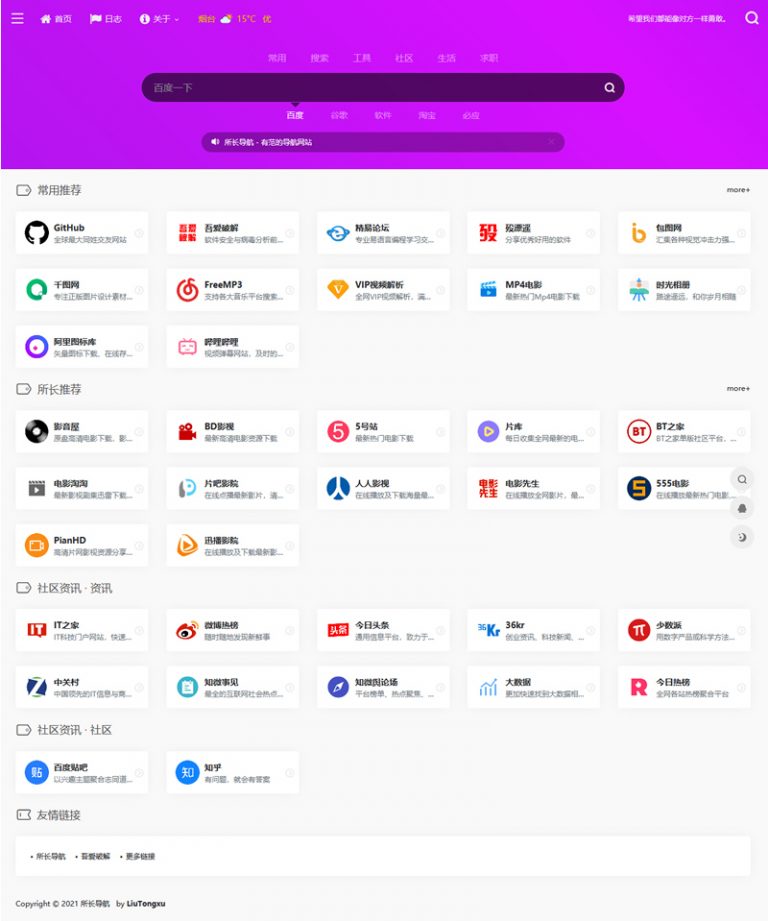 首页 日志 关于 烟台 15°C 优 希望我们都能像对方一样勇敢。
常用 搜索 工具 社区 生活 求职
百度一下
百度 谷歌 软件 淘宝 必应
所长导航 - 有范的导航网站
常用推荐 more+
GitHub 吾爱破解 精易论坛 殁漂遥 包图网
全球最大同性交友网站 软件安全与病毒分析前... 专业易语言编程学习交... 分享优秀好用的软件 汇集各种视觉冲击力强...
千图网 FreeMP3 VIP视频解析 MP4电影 时光相册
专注正版图片设计素材... 支持各大音乐平台搜索... 全网VIP视频解析，满... 最新热门Mp4电影下载 旅途遥远，和你岁月相随
阿里图标库 哔哩哔哩
矢量图标下载、在线存... 视频弹幕网站，及时的...
所长推荐 more+
影音屋 BD影视 5号站 片库 BT之家
原盘高清电影下载，影... 最新高清电影资源下载 最新热门电影下载 每日收集全网最新的电... BT之家单版社区平台，...
电影淘淘 片吧影院 人人影视 电影先生 555电影
最新影视剧集迅雷下载... 在线点播最新影片，清... 在线播放及下载海量最... 在线播放全网影片，最... 在线播放最新热门电影...
PianHD 迅播影院
高清片网影视资源分享... 在线播放及下载最新影...
社区资讯 · 资讯
IT之家 微博热榜 今日头条 36kr 少数派
IT科技门户网站，快速... 随时随地发现新鲜事 通用信息平台，致力于... 创业资讯、科技新闻、... 用数字产品或科学方法...
中关村 知微事见 知微舆论场 大数据 今日热榜
中国领先的IT信息与商... 最全的互联网社会热点... 平台榜单、热点聚焦、... 更加快速找到大数据相... 全网各站热榜聚合平台
社区资讯 · 社区
百度贴吧 知乎
以兴趣主题聚合志同道... 有问题，就会有答案
友情链接
• 所长导航 • 吾爱破解 • 更多链接
Copyright © 2021 所长导航 by LiuTongxu